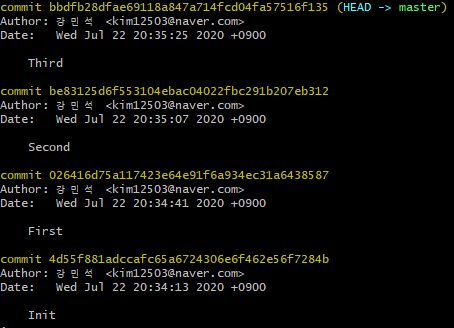 commit bbdfb28dfae69118a847a714fcd04fa57516f135 (HEAD -> master)
Author: 강민석 <kim12503@naver.com>
Date:   Wed Jul 22 20:35:25 2020 +0900
Third
commit be83125d6f553104ebac04022fbc291b207eb312
Author: 강민석 <kim12503@naver.com>
Date:   Wed Jul 22 20:35:07 2020 +0900
Second
commit 026416d75a117423e64e91f6a934ec31a6438587
Author: 강민석 <kim12503@naver.com>
Date:   Wed Jul 22 20:34:41 2020 +0900
First
commit 4d55f881adccafc65a6724306e6f462e56f7284b
Author: 강민석 <kim12503@naver.com>
Date:   Wed Jul 22 20:34:13 2020 +0900
Init